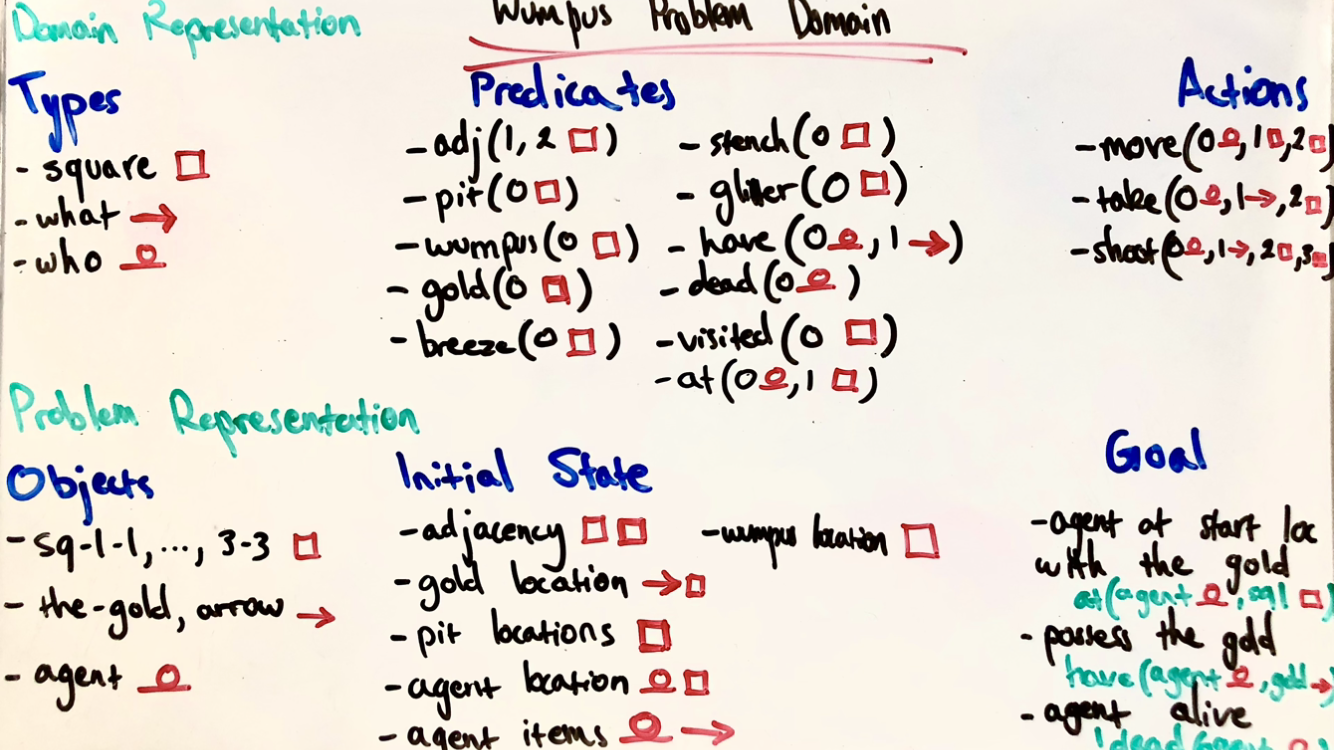 Domain Representation
Wumpus Problem Domain
Types
- square □
- what →
- who
Predicates
- adj(1, 2 □)
- pit(0 □)
- wumpus(0 □)
- gold(0 □)
- breeze(0 □)
- stench(0 □)
- glitter(0 □)
- have(0, 1 →)
- dead(0)
- visited(0 □)
- at(0, 1 □)
Actions
- move(0, 1 □, 2 □
- take(0, 1→, 2 □
- shoot(0, 1→, 2 □, 3 □
Problem Representation
Objects
- sq-1-1, ..., 3-3 □
- the-gold, arrow →
- agent
Initial State
- adjacency □ □
- gold location → □
- pit locations □
- agent location □
- agent items →
- wumpus location □
Goal
- agent at start loc
with the gold
at(agent, sq1 □)
- possess the gold
have(agent, gold →
- agent alive
!dead(agent